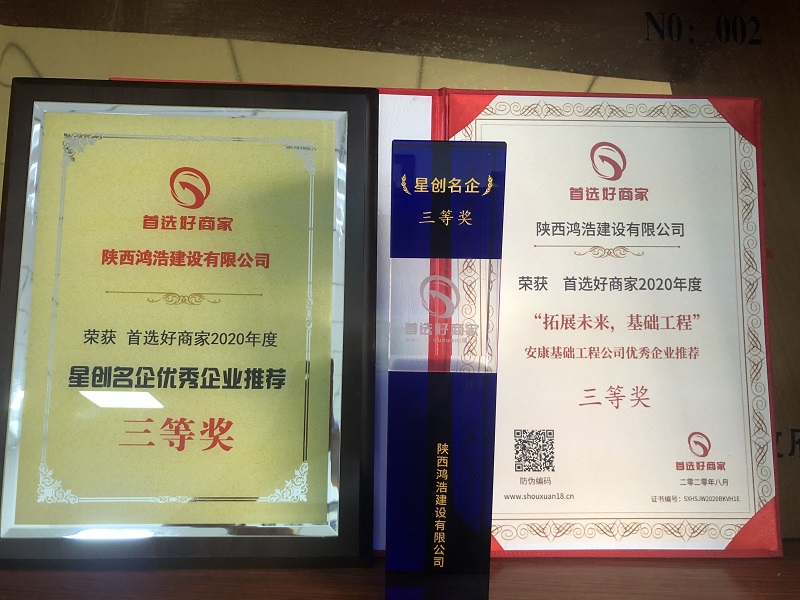 NO: 002
首选好商家
陕西鸿浩建设有限公司
荣获 首选好商家2020年度
星创名企优秀企业推荐
三等奖
星创名企
三等奖
首选好商家
陕西鸿浩建设有限公司
首选好商家
陕西鸿浩建设有限公司
荣获 首选好商家2020年度
“拓展未来，基础工程”
安康基础工程公司优秀企业推荐
三等奖
防伪编码
www.shouxuan18.cn
首选好商家
二零二零年八月
证书编号：SXHSJW2020BKVH1E